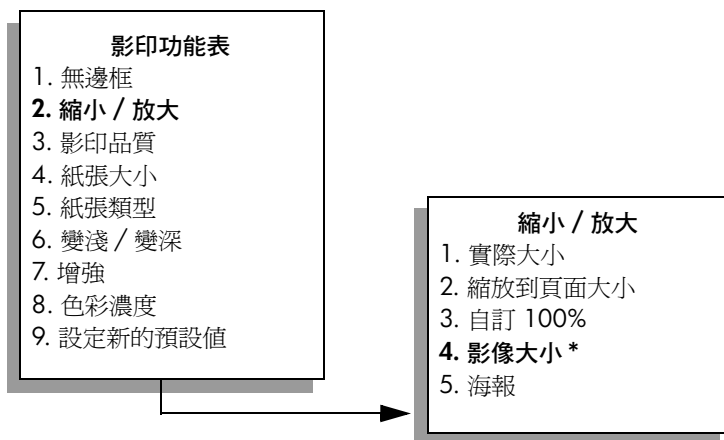 影印功能表
1. 無邊框
2. 縮小 / 放大
3. 影印品質
4. 紙張大小
5. 紙張類型
6. 變淺 / 變深
7. 增強
8. 色彩濃度
9. 設定新的預設值
縮小 / 放大
1. 實際大小
2. 縮放到頁面大小
3. 自訂 100%
4. 影像大小 *
5. 海報